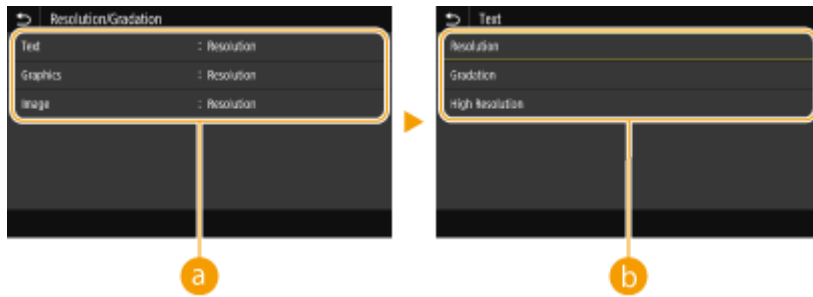 Resolution/Gradation
Text : Resolution
Graphics : Resolution
Image : Resolution
a
Text
Resolution
Gradation
High Resolution
b